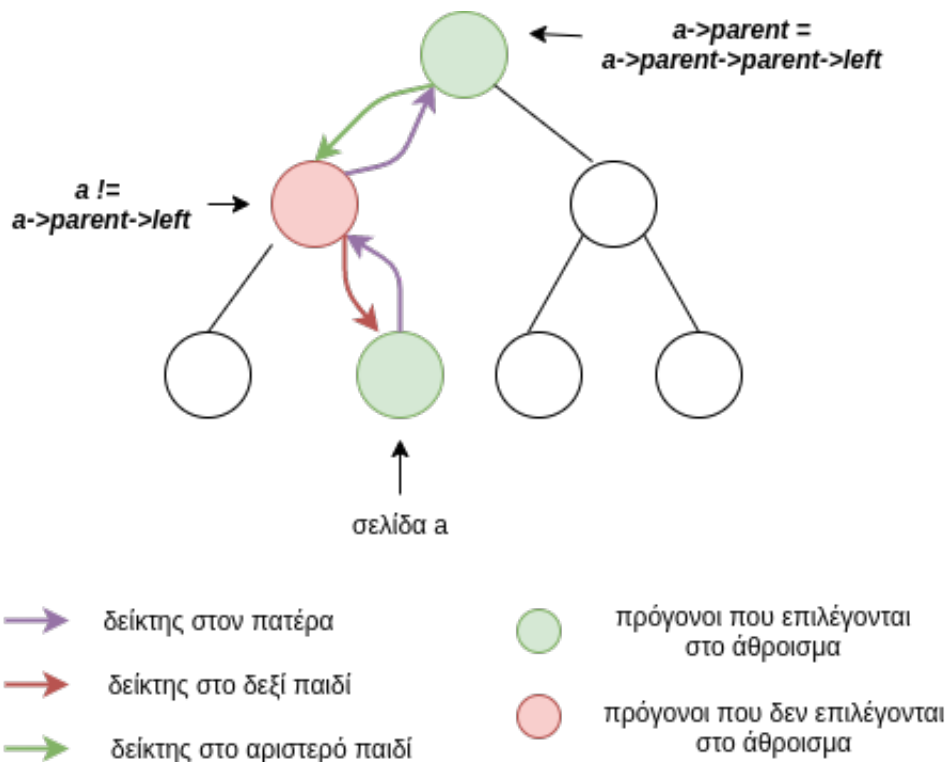 a->parent =
a->parent->parent->left
a !=
a->parent->left
σελίδα a
δείκτης στον πατέρα
δείκτης στο δεξί παιδί
δείκτης στο αριστερό παιδί
πρόγονοι που επιλέγονται
στο άθροισμα
πρόγονοι που δεν επιλέγονται
στο άθροισμα